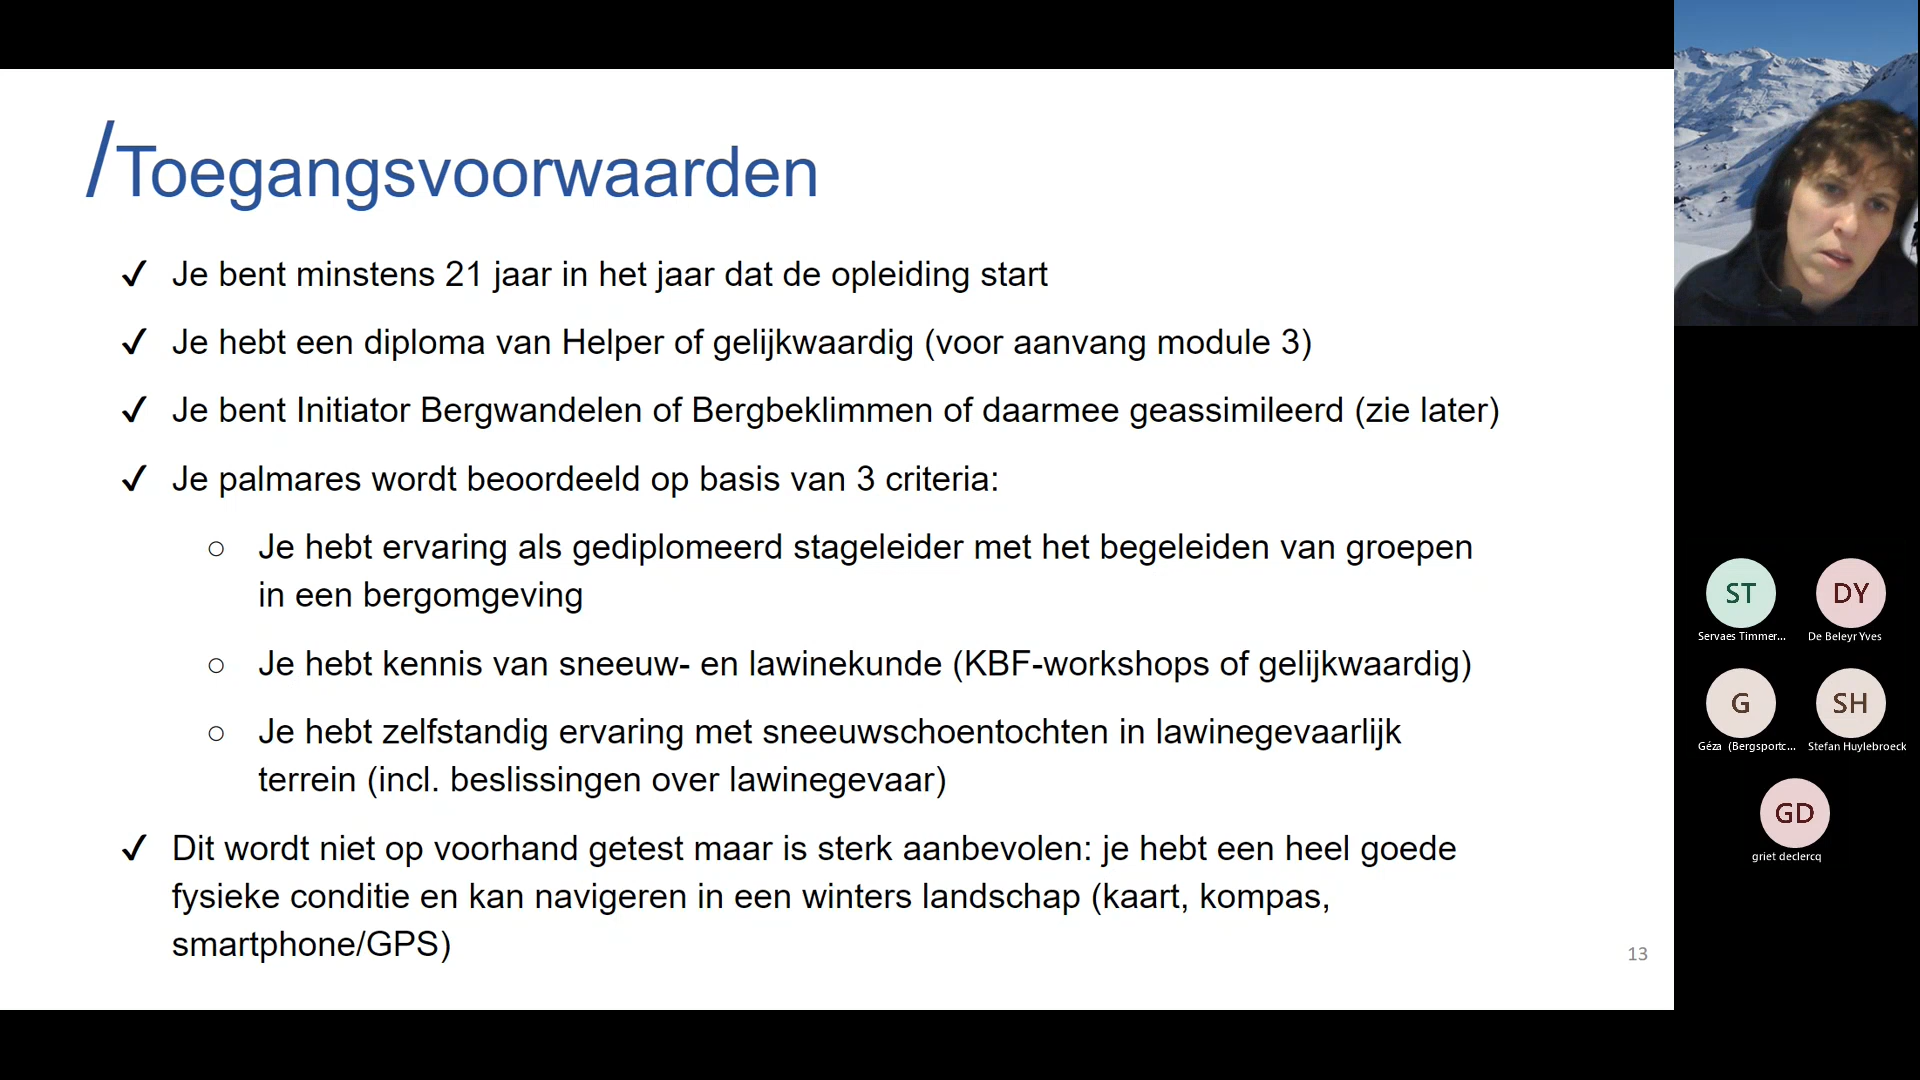 /Toegangsvoorwaarden
✓ Je bent minstens 21 jaar in het jaar dat de opleiding start
✓ Je hebt een diploma van Helper of gelijkwaardig (voor aanvang module 3)
✓ Je bent Initiator Bergwandelen of Bergbeklimmen of daarmee geassimileerd (zie later)
✓ Je palmares wordt beoordeeld op basis van 3 criteria:
○ Je hebt ervaring als gediplomeerd stageleider met het begeleiden van groepen
in een bergomgeving
○ Je hebt kennis van sneeuw- en lawinekunde (KBF-workshops of gelijkwaardig)
○ Je hebt zelfstandig ervaring met sneeuwschoentochten in lawinegevaarlijk
terrein (incl. beslissingen over lawinegevaar)
✓ Dit wordt niet op voorhand getest maar is sterk aanbevolen: je hebt een heel goede
fysieke conditie en kan navigeren in een winters landschap (kaart, kompas,
smartphone/GPS)
13
ST
Servaes Timmer...
DY
De Beleyr Yves
G
Géza (Bergsportc...
SH
Stefan Huylebroeck
GD
griet declercq